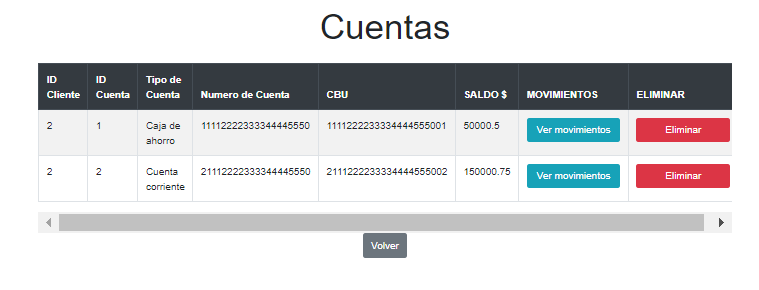 Cuentas
ID Cliente ID Cuenta Tipo de Cuenta Numero de Cuenta CBU SALDO $ MOVIMIENTOS ELIMINAR
2 1 Caja de ahorro 11112222333344445550 1111222233334444555001 50000.5 Ver movimientos Eliminar
2 2 Cuenta corriente 21112222333344445550 2111222233334444555002 150000.75 Ver movimientos Eliminar
Volver